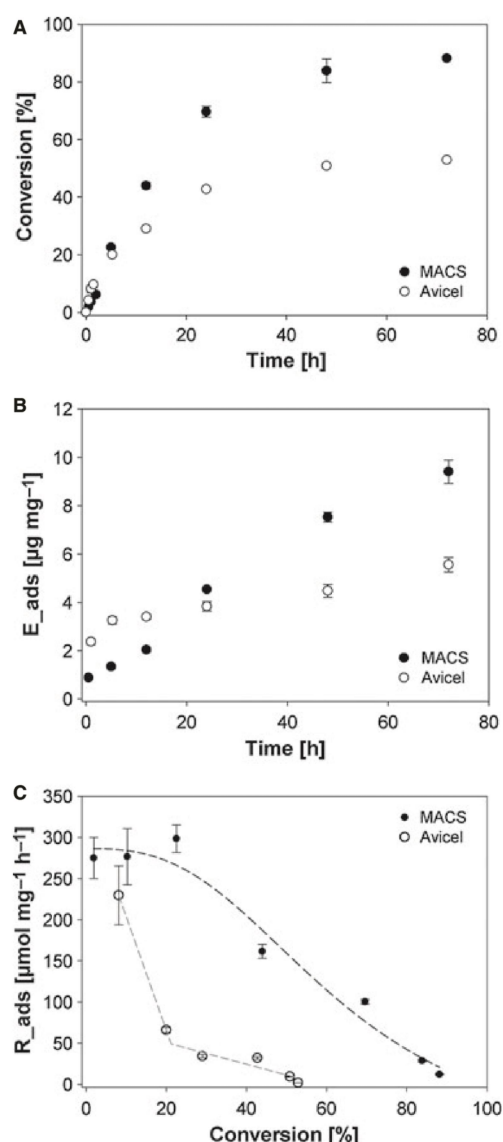 A
100
80
60
40
20
0
Conversion [%]
MACS
Avicel
0 20 40 60 80
Time [h]
B
12
10
8
6
4
2
0
E_ads [µg mg⁻¹]
MACS
Avicel
0 20 40 60 80
Time [h]
C
350
300
250
200
150
100
50
0
R_ads [µmol mg⁻¹ h⁻¹]
MACS
Avicel
0 20 40 60 80 100
Conversion [%]